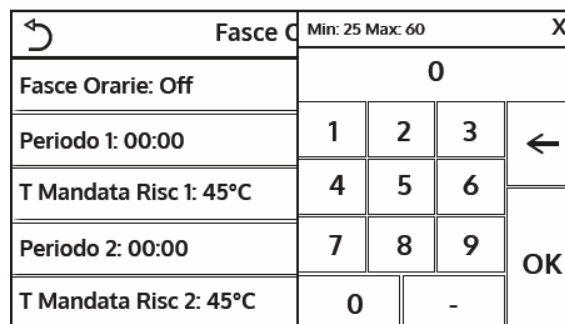 Fasce O
Fasce Orarie: Off
Periodo 1: 00:00
T Mandata Risc 1: 45°C
Periodo 2: 00:00
T Mandata Risc 2: 45°C
Min: 25 Max: 60 X
0
1 2 3 ←
4 5 6
7 8 9 OK
0 -